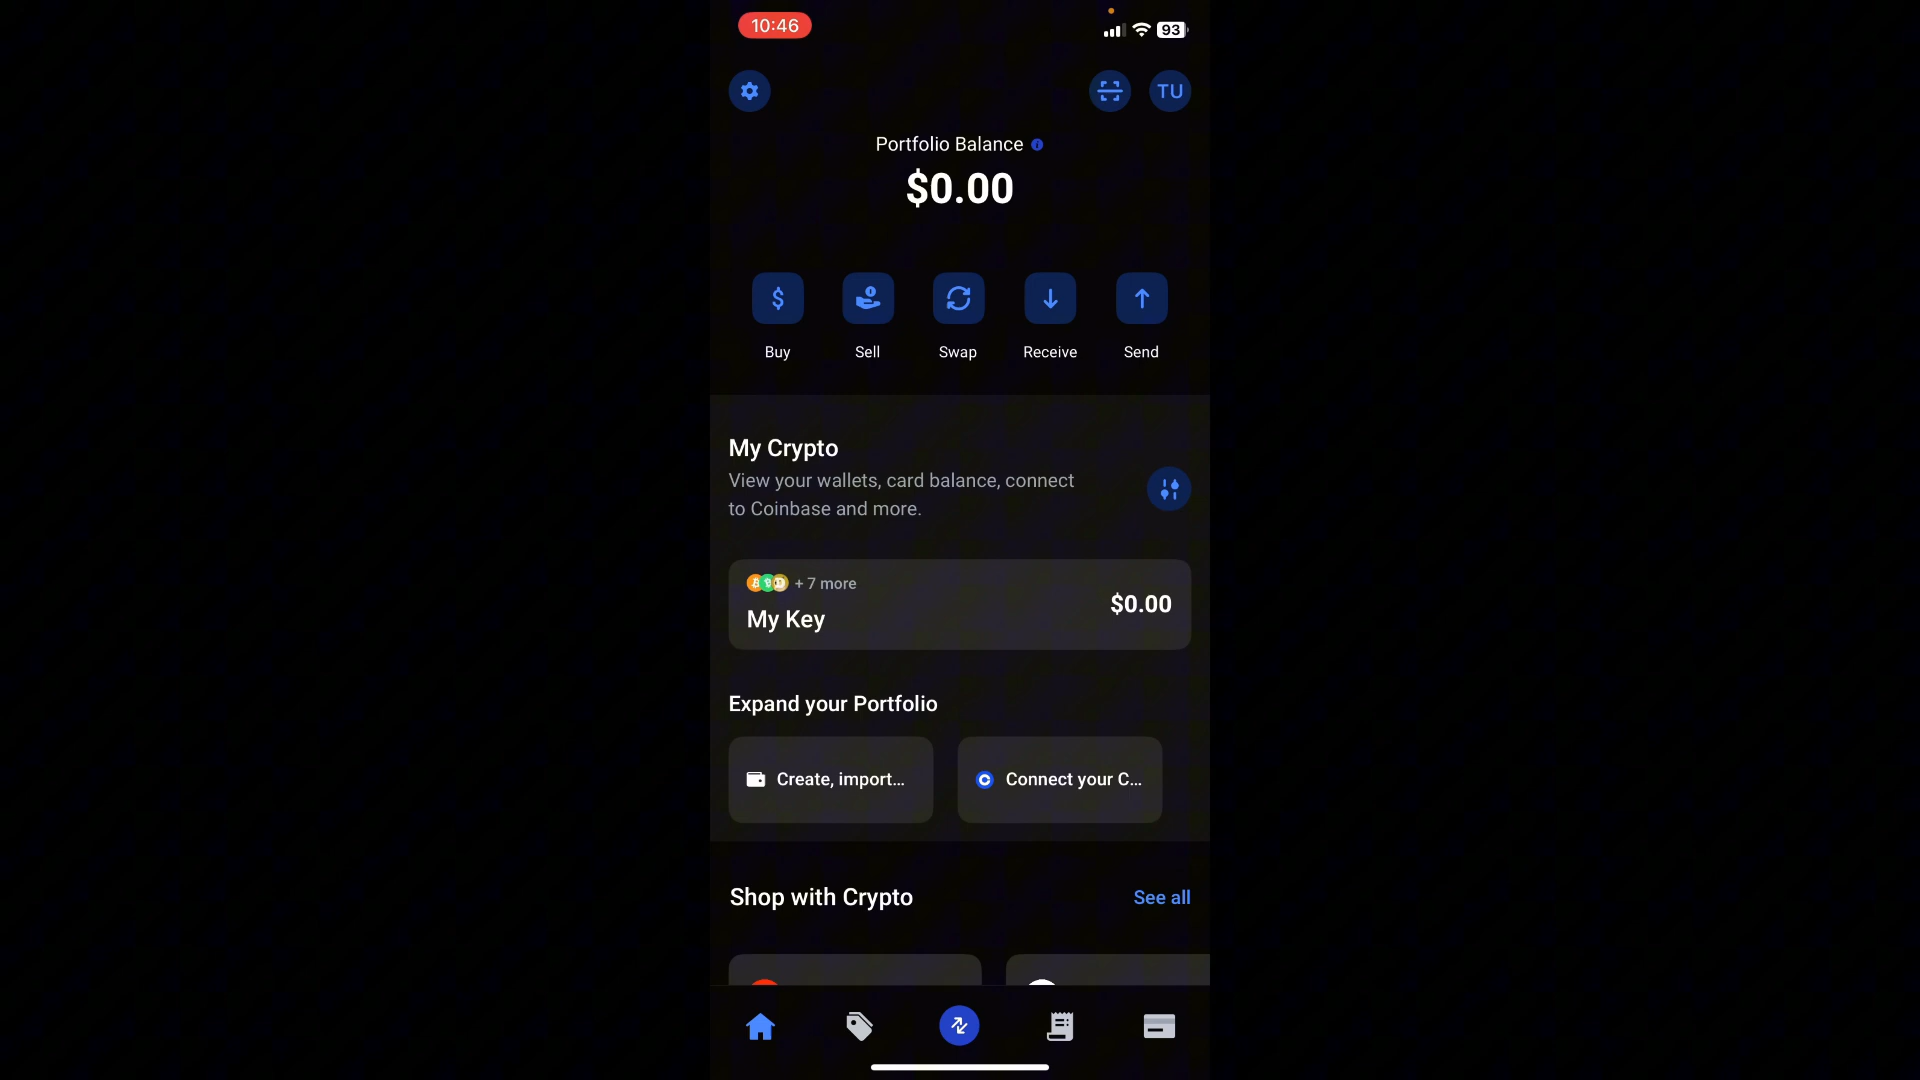 10:46
93
TU
Portfolio Balance
$0.00
Buy
Sell
Swap
Receive
Send
My Crypto
View your wallets, card balance, connect
to Coinbase and more.
+ 7 more
My Key
$0.00
Expand your Portfolio
Create, import...
Connect your C...
Shop with Crypto
See all